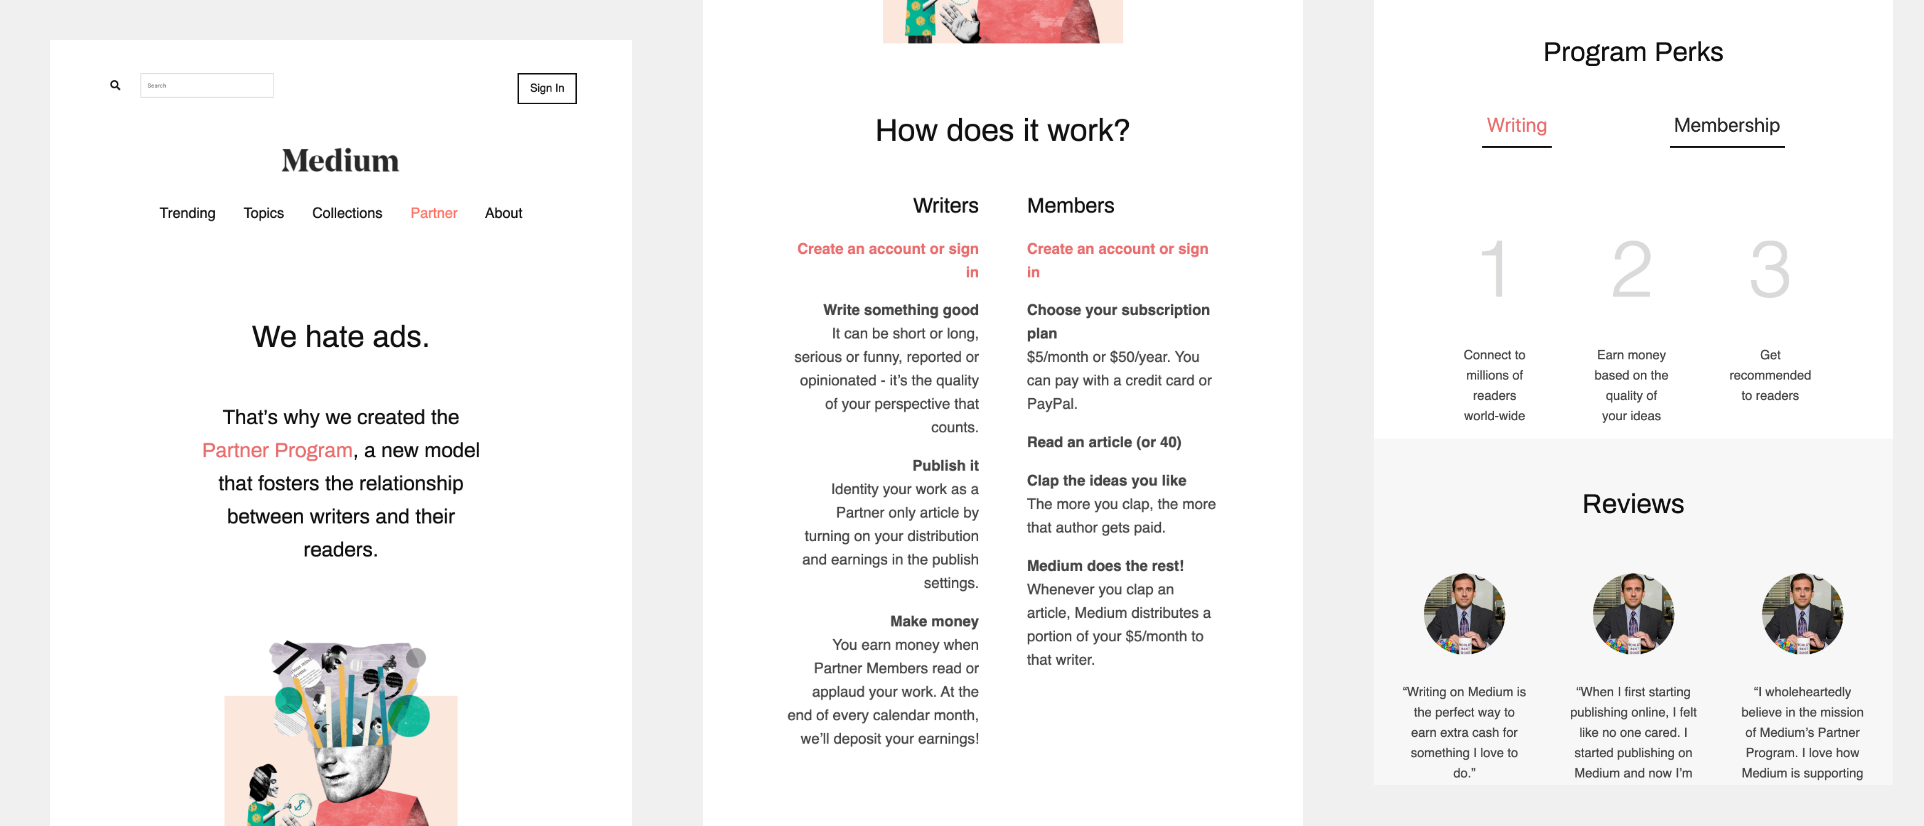 Search
Sign In
Medium
Trending Topics Collections Partner About
We hate ads.
That's why we created the
Partner Program, a new model
that fosters the relationship
between writers and their
readers.
How does it work?
Writers
Create an account or sign
in
Write something good
It can be short or long,
serious or funny, reported or
opinionated - it's the quality
of your perspective that
counts.
Publish it
Identity your work as a
Partner only article by
turning on your distribution
and earnings in the publish
settings.
Make money
You earn money when
Partner Members read or
applaud your work. At the
end of every calendar month,
we'll deposit your earnings!
Members
Create an account or sign
in
Choose your subscription
plan
$5/month or $50/year. You
can pay with a credit card or
PayPal.
Read an article (or 40)
Clap the ideas you like
The more you clap, the more
that author gets paid.
Medium does the rest!
Whenever you clap an
article, Medium distributes a
portion of your $5/month to
that writer.
Program Perks
Writing Membership
1
Connect to
millions of
readers
world-wide
2
Earn money
based on the
quality of
your ideas
3
Get
recommended
to readers
Reviews
“Writing on Medium is
the perfect way to
earn extra cash for
something I love to
do.”
“When I first starting
publishing online, I felt
like no one cared. I
started publishing on
Medium and now I'm
“I wholeheartedly
believe in the mission
of Medium's Partner
Program. I love how
Medium is supporting